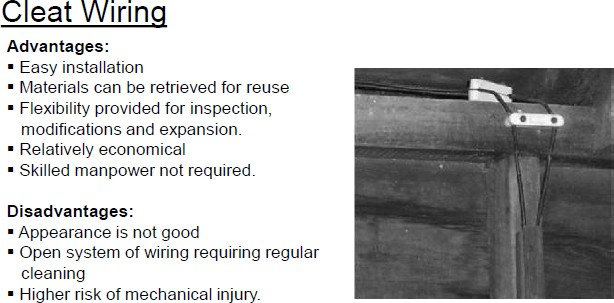 Cleat Wiring
Advantages:
▪ Easy installation
▪ Materials can be retrieved for reuse
▪ Flexibility provided for inspection,
modifications and expansion.
▪ Relatively economical
▪ Skilled manpower not required.
Disadvantages:
▪ Appearance is not good
▪ Open system of wiring requiring regular
cleaning
▪ Higher risk of mechanical injury.